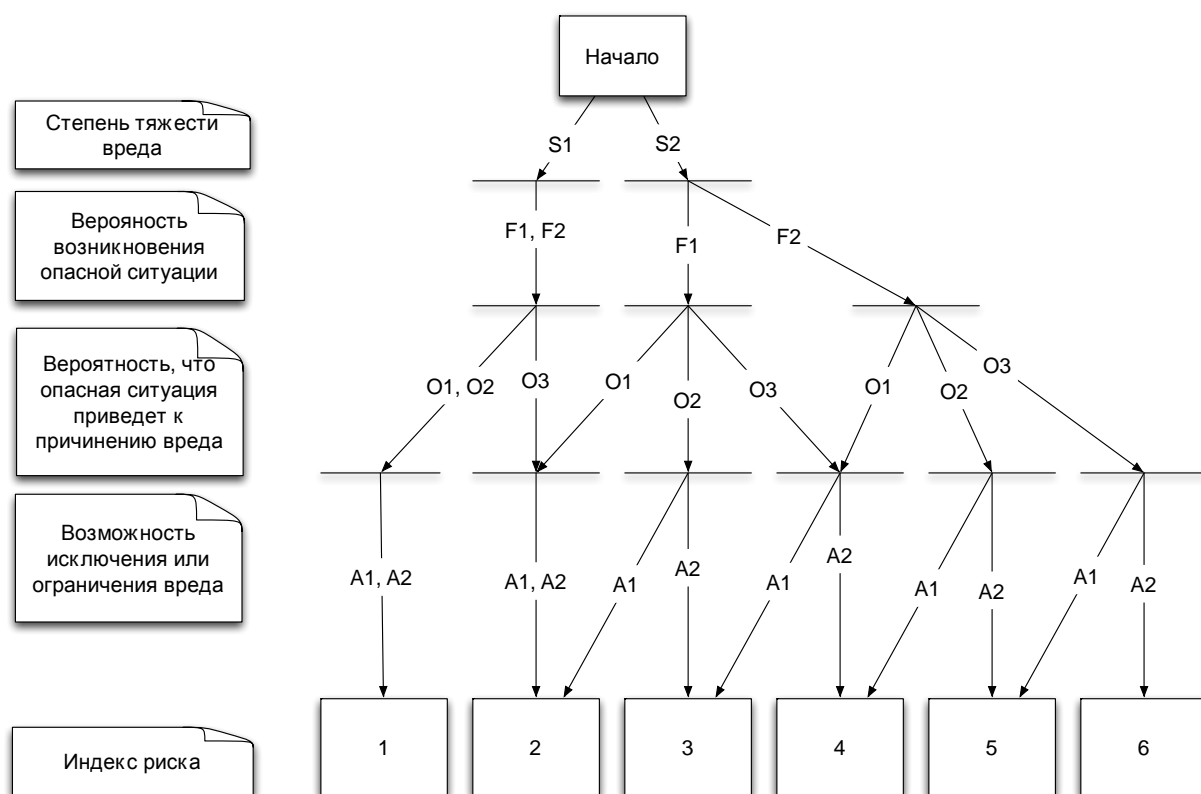 Начало
Степень тяжести
вреда
S1
S2
Верояность
возникновения
опасной ситуации
F1, F2
F1
F2
Вероятность, что
опасная ситуация
приведет к
причинению вреда
O1, O2
O3
O1
O2
O3
O1
O2
O3
Возможность
исключения или
ограничения вреда
A1, A2
A1, A2
A1
A2
A1
A2
A1
A2
A1
A2
Индекс риска
1
2
3
4
5
6